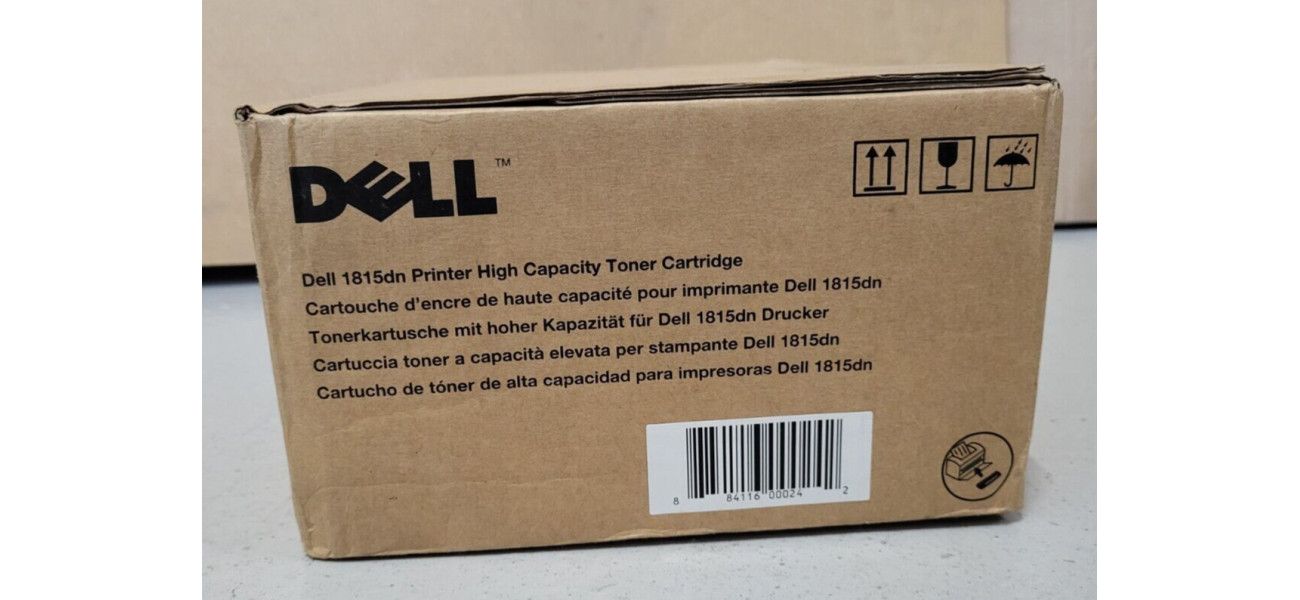 DELL™
Dell 1815dn Printer High Capacity Toner Cartridge
Cartouche d'encre de haute capacité pour imprimante Dell 1815dn
Tonerkartusche mit hoher Kapazität für Dell 1815dn Drucker
Cartuccia toner a capacità elevata per stampante Dell 1815dn
Cartucho de tóner de alta capacidad para impresoras Dell 1815dn
8 84116 00024 2